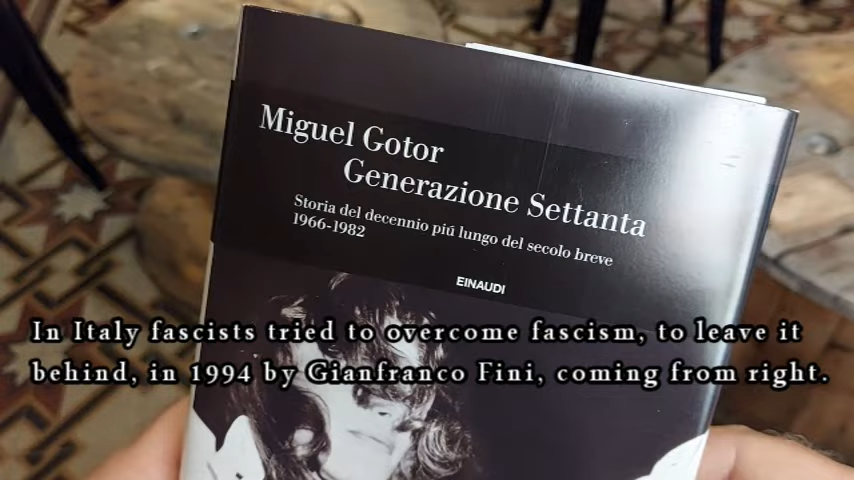 Miguel Gotor
Generazione Settanta
Storia del decennio piú lungo del secolo breve
1966-1982
EINAUDI
In Italy fascists tried to overcome fascism, to leave it
behind, in 1994 by Gianfranco Fini, coming from right.